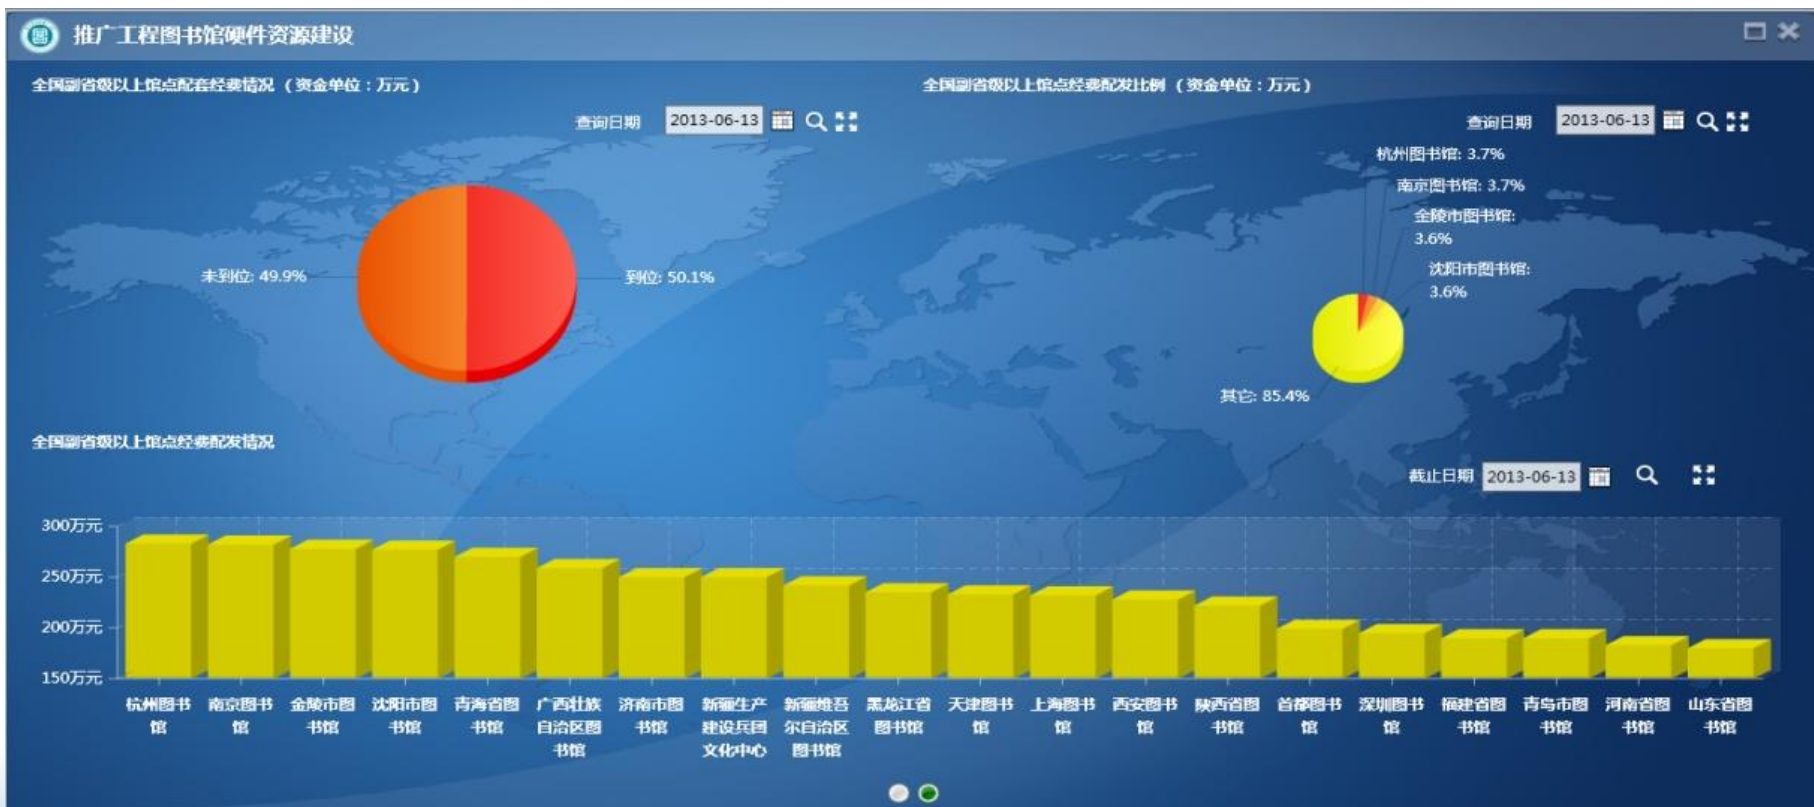 推广工程图书馆硬件资源建设
全国副省级以上馆点配套经费情况（资金单位：万元）
全国副省级以上馆点经费配发比例（资金单位：万元）
查询日期 2013-06-13
查询日期 2013-06-13
杭州图书馆: 3.7%
南京图书馆: 3.7%
金陵市图书馆:
3.6%
沈阳市图书馆:
3.6%
未到位: 49.9%
到位: 50.1%
其它: 85.4%
全国副省级以上馆点经费配发情况
截止日期 2013-06-13
300万元
250万元
200万元
150万元
杭州图书
馆
南京图书
馆
金陵市图
书馆
沈阳市图
书馆
青海省图
书馆
广西壮族
自治区图
书馆
济南市图
书馆
新疆生产
建设兵团
文化中心
新疆维吾
尔自治区
图书馆
黑龙江省
图书馆
天津图书
馆
上海图书
馆
西安图书
馆
陕西省图
书馆
首都图书
馆
深圳图书
馆
福建省图
书馆
青岛市图
书馆
河南省图
书馆
山东省图
书馆